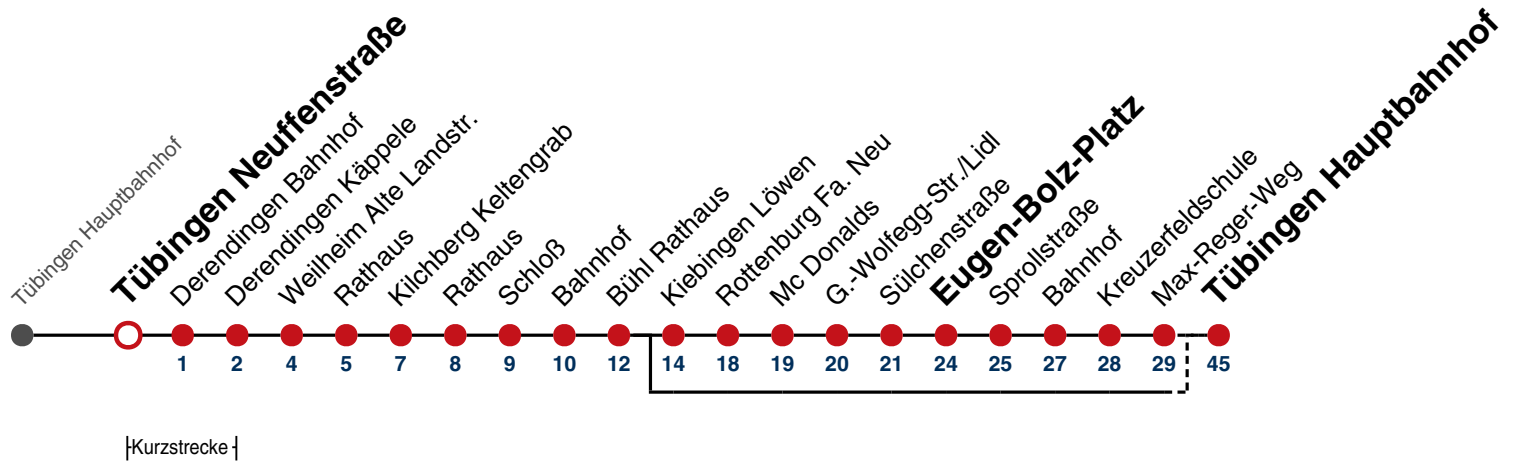 Tübingen Hauptbahnhof
Tübingen Neuffenstraße
Derendingen Bahnhof
Derendingen Käppele
Weilheim Alte Landstr.
Rathaus
Kilchberg Keltengrab
Rathaus
Schloß
Bahnhof
Bühl Rathaus
Kiebingen Löwen
Rottenburg Fa. Neu
Mc Donalds
G.-Wolfegg-Str./Lidl
Sülchenstraße
Eugen-Bolz-Platz
Sprollstraße
Bahnhof
Kreuzerfeldschule
Max-Reger-Weg
Tübingen Hauptbahnhof
1 2 4 5 7 8 9 10 12 14 18 19 20 21 24 25 27 28 29 45
Kurzstrecke